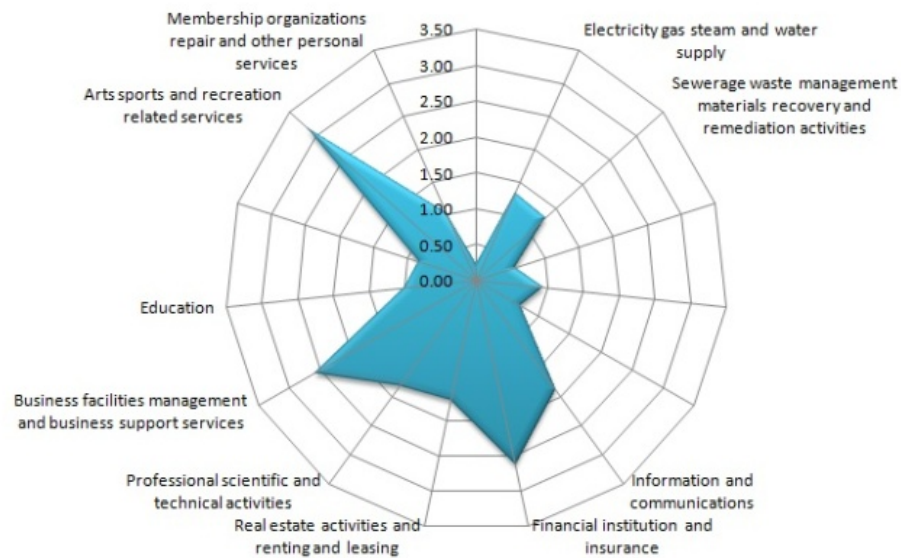 Membership organizations
repair and other personal
services
3.50
Electricity gas steam and water
supply
3.00
Arts sports and recreation
related services
2.50
Sewerage waste management
materials recovery and
remediation activities
2.00
1.50
1.00
0.50
0.00
Education
Business facilities management
and business support services
Professional scientific and
technical activities
Real estate activities and
renting and leasing
Financial institution and
insurance
Information and
communications